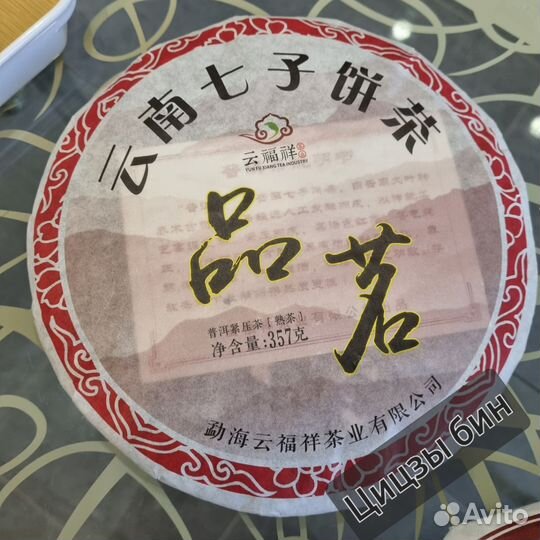 云南七子饼茶
云福祥
YUN FU XIANG TEA INDUSTRY
品茗
普洱紧压茶［熟茶］
净含量:357克
勐海云福祥茶业有限公司
Цицзы бин
Avito